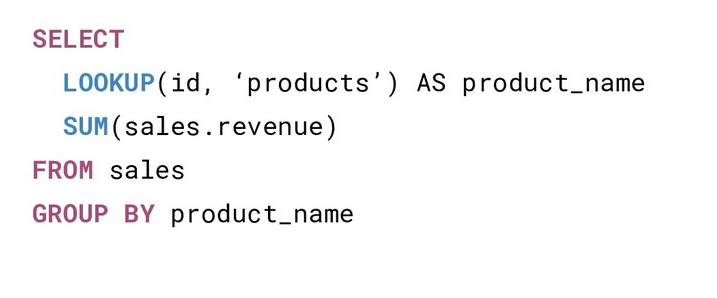 SELECT
LOOKUP(id, ‘products’) AS product_name
SUM(sales.revenue)
FROM sales
GROUP BY product_name